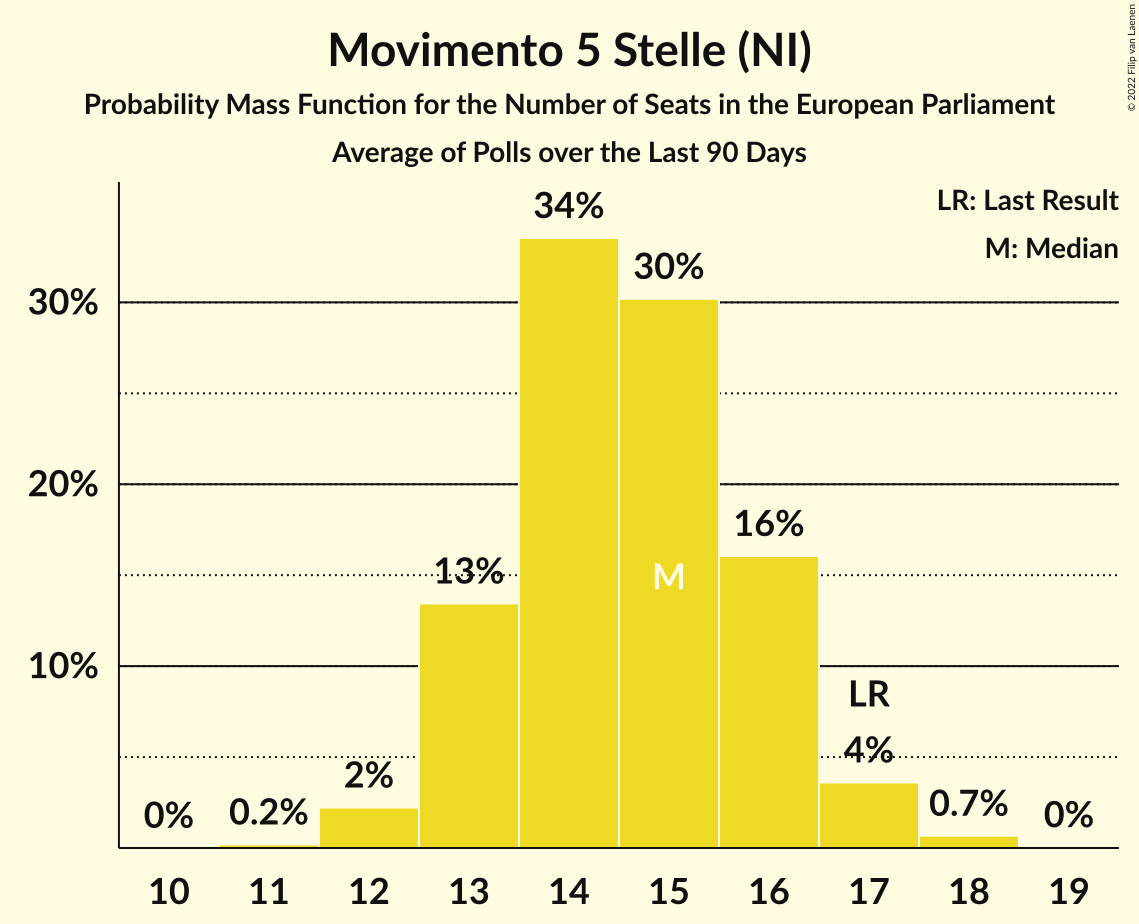 Movimento 5 Stelle (NI)
Probability Mass Function for the Number of Seats in the European Parliament
Average of Polls over the Last 90 Days
© 2022 Filip van Laenen
LR: Last Result
M: Median
34%
30%
30%
20%
16%
13%
M
10%
LR
4%
2%
0%
0.2%
0.7%
0%
10 11 12 13 14 15 16 17 18 19